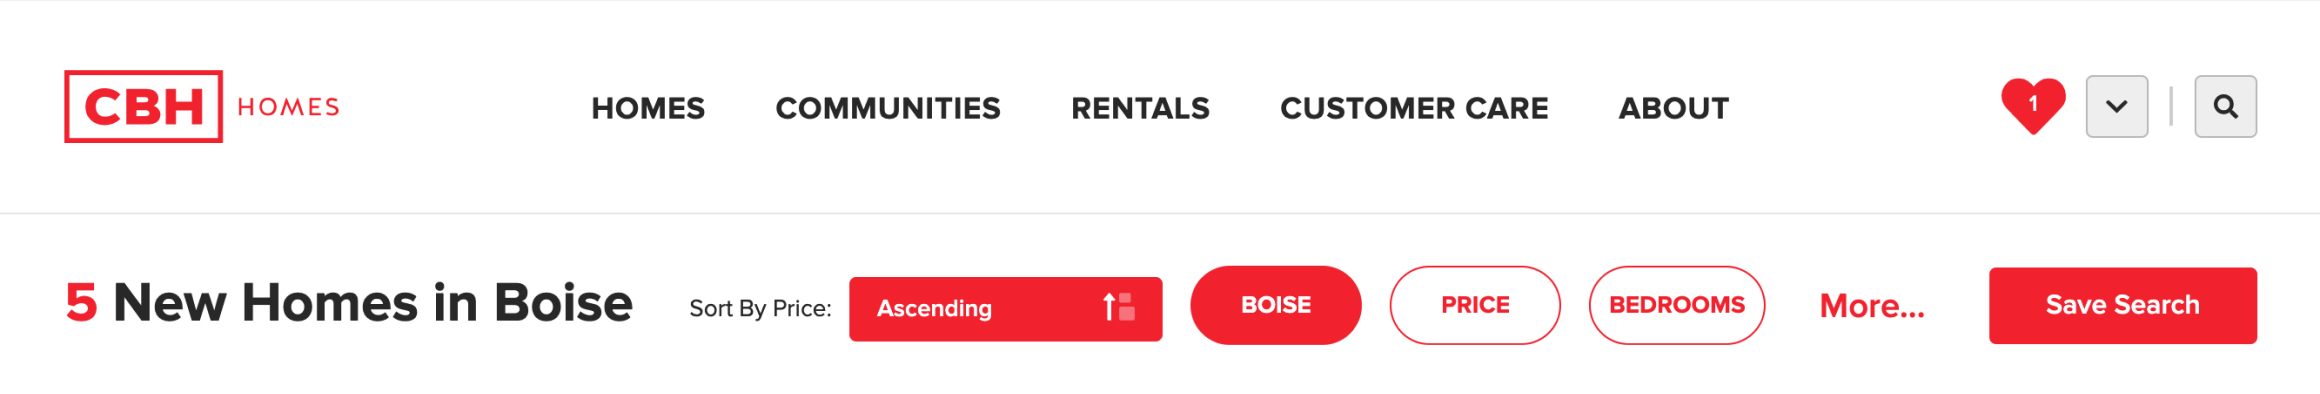 CBH HOMES
HOMES COMMUNITIES RENTALS CUSTOMER CARE ABOUT
1
5 New Homes in Boise
Sort By Price: Ascending
BOISE PRICE BEDROOMS More...
Save Search